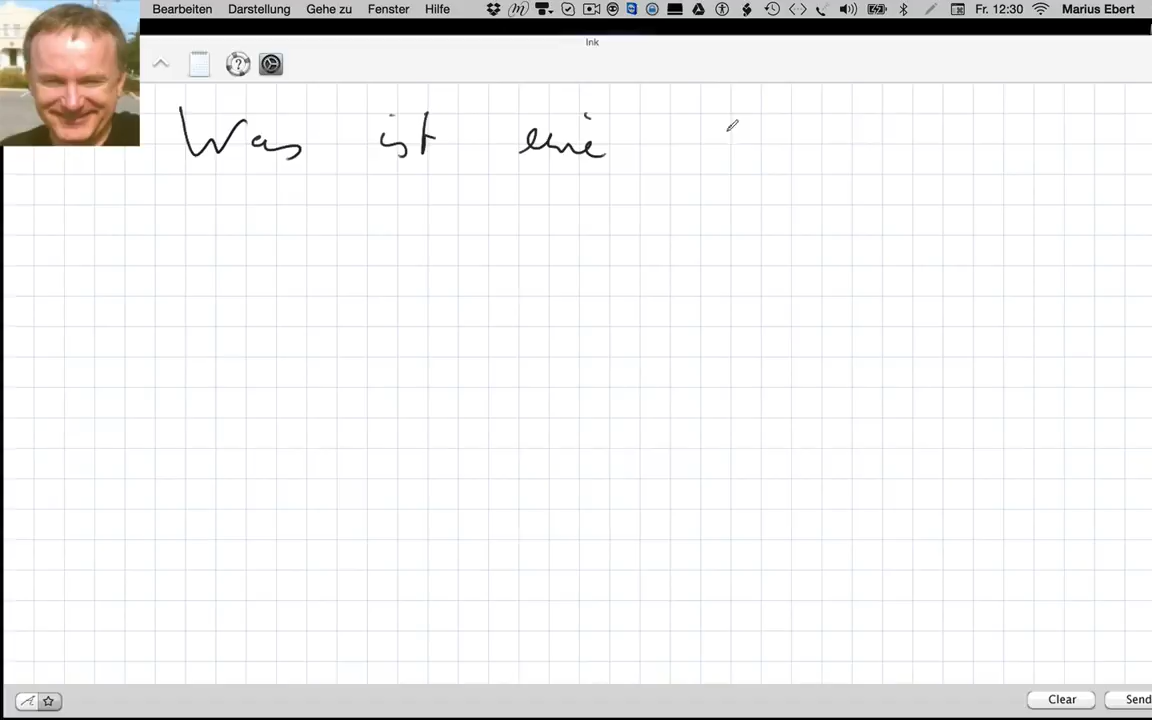 Bearbeiten Darstellung Gehe zu Fenster Hilfe Fr. 12:30 Marius Ebert
Ink
Was ist eine
Clear Send